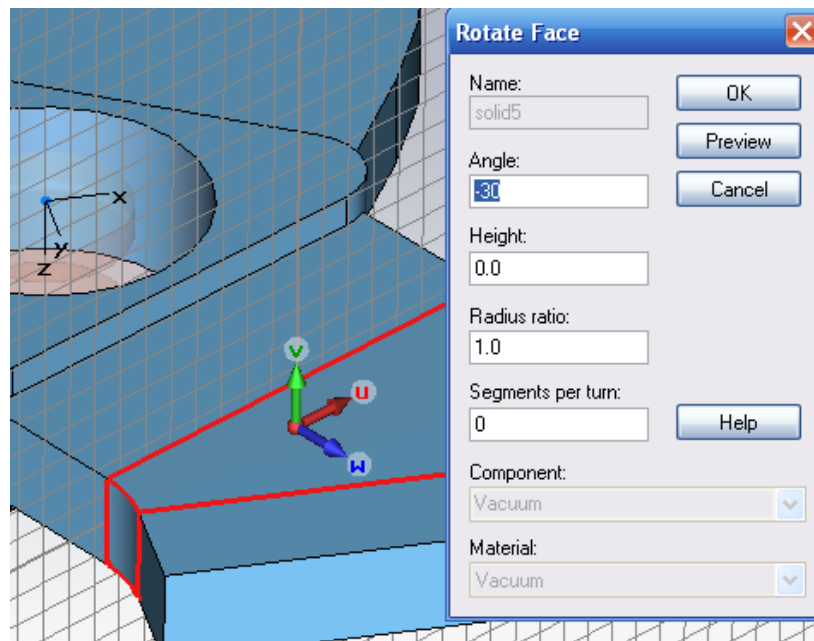 Rotate Face
Name:
solid5
OK
Angle:
-30
Preview
Cancel
Height:
0.0
Radius ratio:
1.0
Segments per turn:
0
Help
Component:
Vacuum
Material:
Vacuum
x
y
z
v
u
w